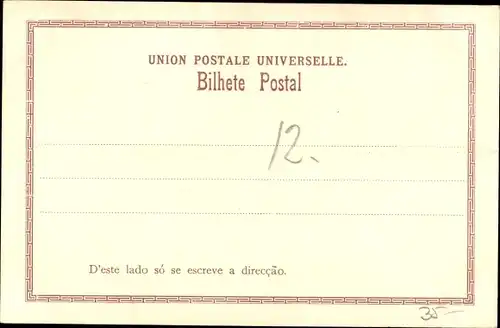 UNION POSTALE UNIVERSELLE.
Bilhete Postal
12.
D'este lado só se escreve a direcção.
35-